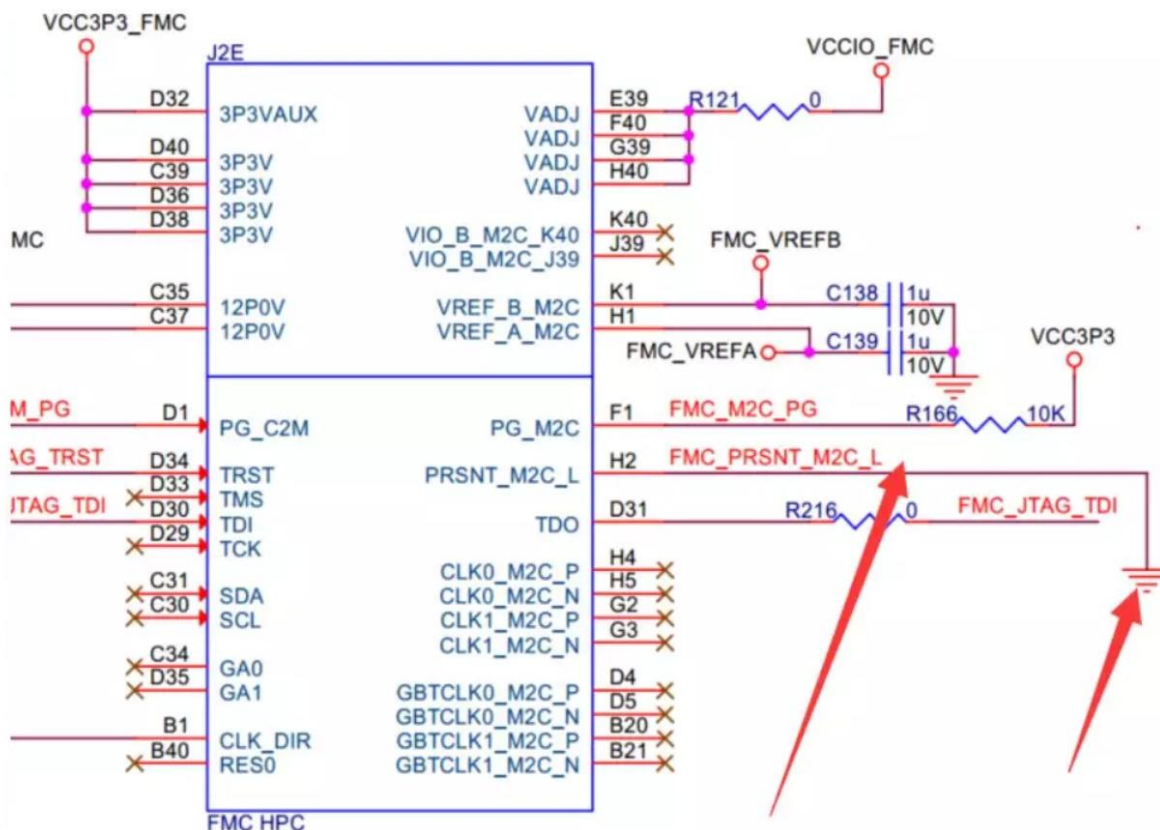 VCC3P3_FMC
J2E
VCCIO_FMC
D32 3P3VAUX
D40 3P3V
C39 3P3V
D36 3P3V
D38 3P3V
E39 VADJ
F40 VADJ
G39 VADJ
H40 VADJ
R121 0
MC
K40 VIO_B_M2C_K40
J39 VIO_B_M2C_J39
FMC_VREFB
C35 12P0V
C37 12P0V
K1 VREF_B_M2C
H1 VREF_A_M2C
C138 1u
10V
FMC_VREFA
C139 1u
10V
VCC3P3
M_PG
D1 PG_C2M
F1 PG_M2C
FMC_M2C_PG
R166 10K
AG_TRST
D34 TRST
H2 PRSNT_M2C_L
FMC_PRSNT_M2C_L
D33 TMS
JTAG_TDI
D30 TDI
D31 TDO
R216 0
FMC_JTAG_TDI
D29 TCK
C31 SDA
C30 SCL
H4 CLK0_M2C_P
H5 CLK0_M2C_N
G2 CLK1_M2C_P
G3 CLK1_M2C_N
C34 GA0
D35 GA1
D4 GBTCLK0_M2C_P
D5 GBTCLK0_M2C_N
B20 GBTCLK1_M2C_P
B21 GBTCLK1_M2C_N
B1 CLK_DIR
B40 RES0
FMC HPC